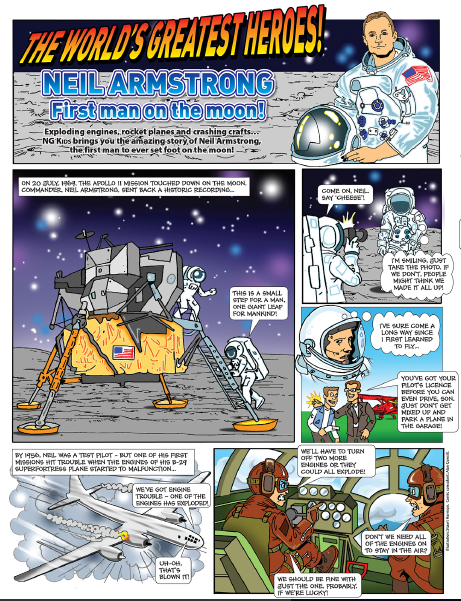 THE WORLD'S GREATEST HEROES!
NEIL ARMSTRONG
First man on the moon!
Exploding engines, rocket planes and crashing crafts...
NG KIDS brings you the amazing story of Neil Armstrong,
the first man to ever set foot on the moon!
ON 20 JULY, 1969, THE APOLLO 11 MISSION TOUCHED DOWN ON THE MOON.
COMMANDER, NEIL ARMSTRONG, SENT BACK A HISTORIC RECORDING...
THIS IS A SMALL
STEP FOR A MAN,
ONE GIANT LEAP
FOR MANKIND!
COME ON, NEIL,
SAY 'CHEESE'!
I'M SMILING, JUST
TAKE THE PHOTO. IF
WE DON'T, PEOPLE
MIGHT THINK WE
MADE IT ALL UP!
I'VE SURE COME A
LONG WAY SINCE
I FIRST LEARNED
TO FLY...
YOU'VE GOT YOUR
PILOT'S LICENCE
BEFORE YOU CAN
EVEN DRIVE, SON.
JUST DON'T GET
MIXED UP AND
PARK A PLANE IN
THE GARAGE!
BY 1956, NEIL WAS A TEST PILOT – BUT ONE OF HIS FIRST
MISSIONS HIT TROUBLE WHEN THE ENGINES OF HIS B-29
SUPERFORTRESS PLANE STARTED TO MALFUNCTION...
WE'VE GOT ENGINE
TROUBLE – ONE OF THE
ENGINES HAS EXPLODED!
UH-OH,
THAT'S
BLOWN IT!
WE'LL HAVE TO TURN
OFF TWO MORE
ENGINES OR THEY
COULD ALL EXPLODE!
DON'T WE NEED ALL
OF THE ENGINES ON
TO STAY IN THE AIR?
WE SHOULD BE FINE WITH
JUST THE ONE, PROBABLY,
IF WE'RE LUCKY!